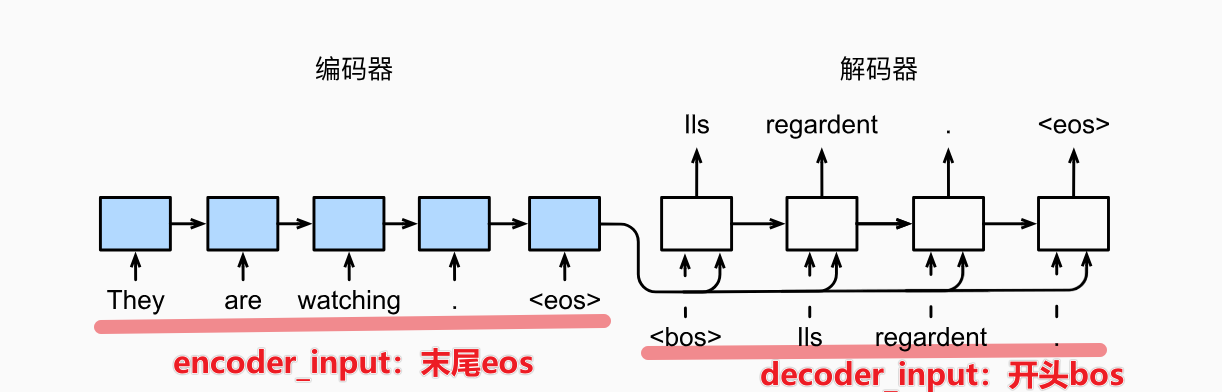 编码器 解码器
Ils regardent . <eos>
They are watching . <eos>
<bos> Ils regardent .
encoder_input：末尾eos
decoder_input：开头bos